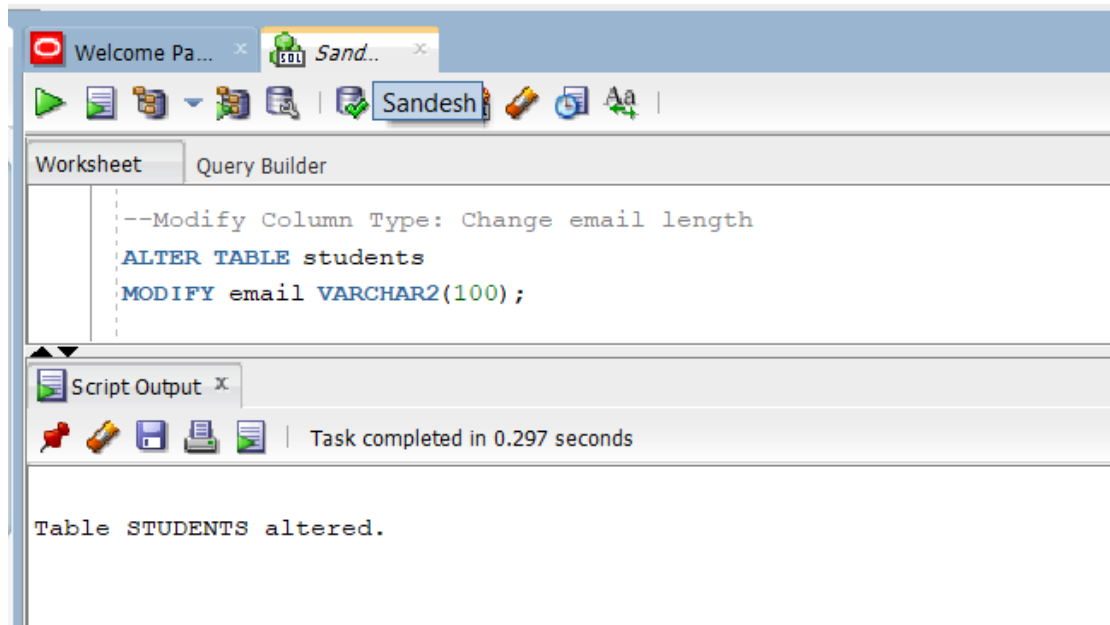 Welcome Pa... Sand...
Sandesh
Worksheet Query Builder
--Modify Column Type: Change email length
ALTER TABLE students
MODIFY email VARCHAR2(100);
Script Output
Task completed in 0.297 seconds
Table STUDENTS altered.